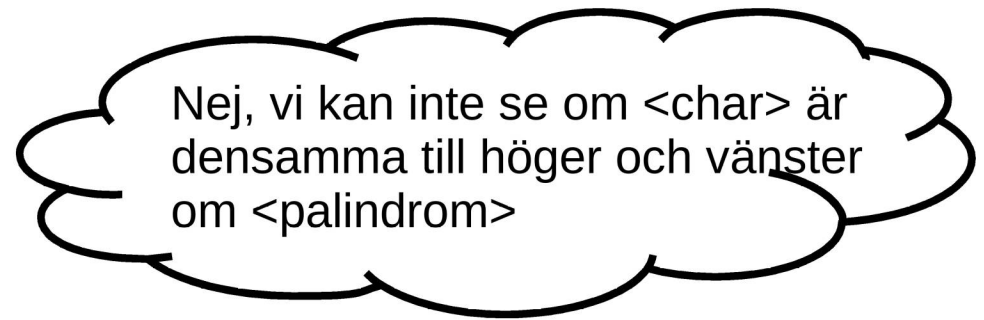 Nej, vi kan inte se om <char> är
densamma till höger och vänster
om <palindrom>